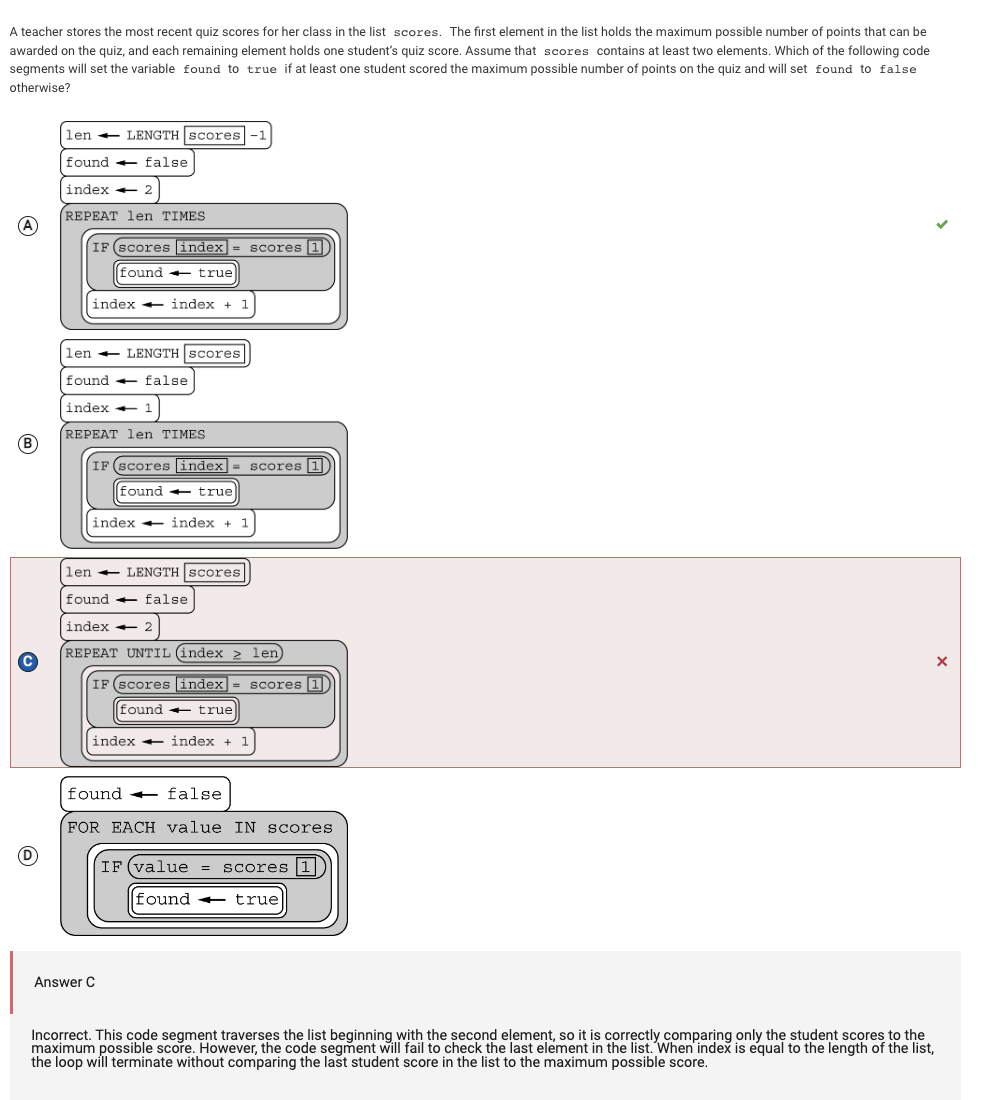 A teacher stores the most recent quiz scores for her class in the list scores. The first element in the list holds the maximum possible number of points that can be
awarded on the quiz, and each remaining element holds one student's quiz score. Assume that scores contains at least two elements. Which of the following code
segments will set the variable found to true if at least one student scored the maximum possible number of points on the quiz and will set found to false
otherwise?
A
len ← LENGTH scores -1
found ← false
index ← 2
REPEAT len TIMES
IF scores index = scores 1
found ← true
index ← index + 1
B
len ← LENGTH scores
found ← false
index ← 1
REPEAT len TIMES
IF scores index = scores 1
found ← true
index ← index + 1
C
len ← LENGTH scores
found ← false
index ← 2
REPEAT UNTIL index ≥ len
IF scores index = scores 1
found ← true
index ← index + 1
D
found ← false
FOR EACH value IN scores
IF value = scores 1
found ← true
Answer C
Incorrect. This code segment traverses the list beginning with the second element, so it is correctly comparing only the student scores to the
maximum possible score. However, the code segment will fail to check the last element in the list. When index is equal to the length of the list,
the loop will terminate without comparing the last student score in the list to the maximum possible score.